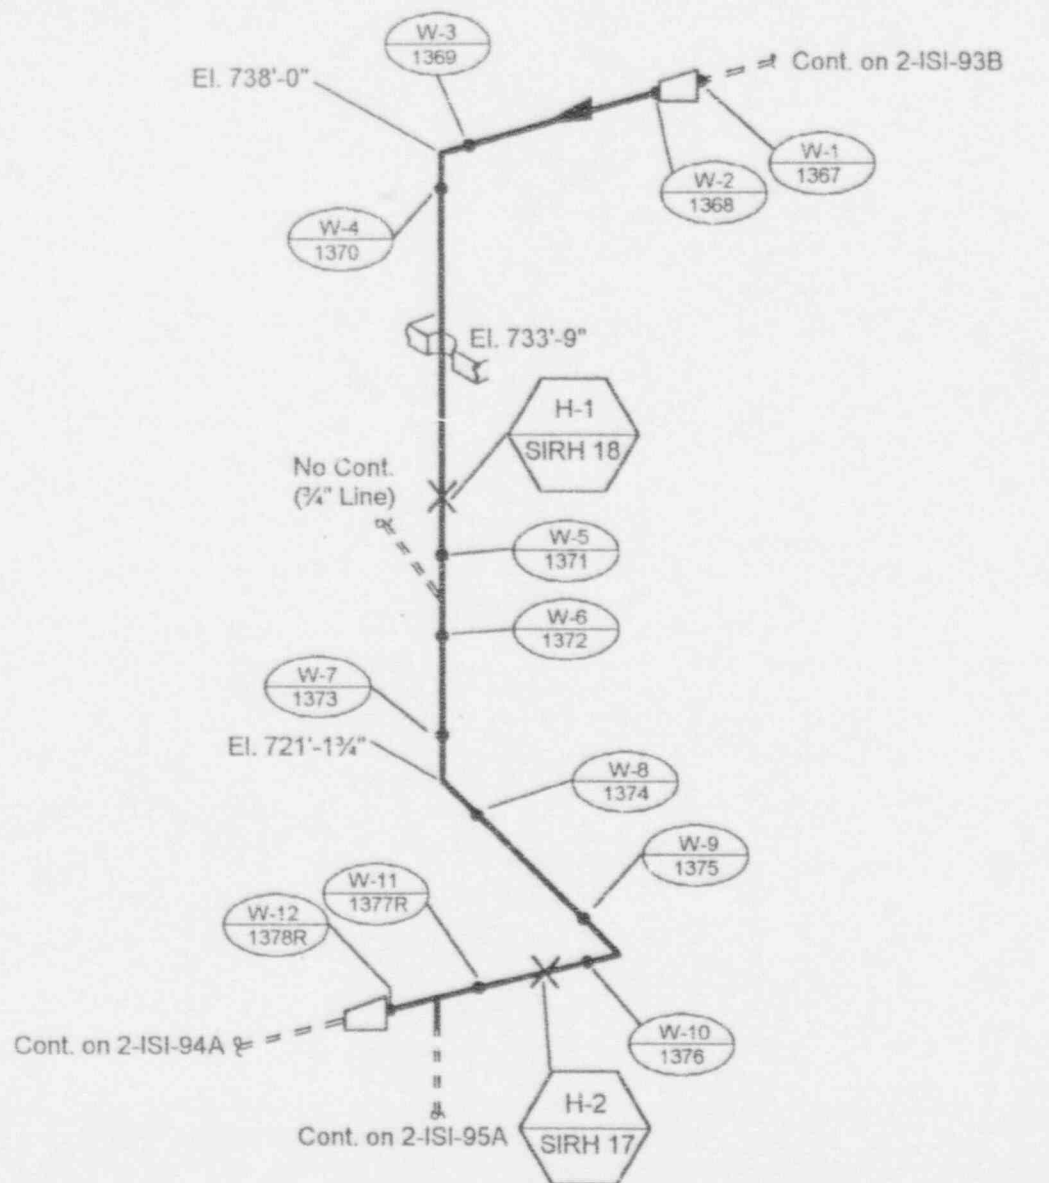 W-3
1369
Cont. on 2-ISI-93B
El. 738'-0"
W-1
1367
W-2
1368
W-4
1370
El. 733'-9"
H-1
SIRH 18
No Cont.
(¾" Line)
W-5
1371
W-6
1372
W-7
1373
El. 721'-1¾"
W-8
1374
W-9
1375
W-11
1377R
W-12
1378R
Cont. on 2-ISI-94A
W-10
1376
H-2
SIRH 17
Cont. on 2-ISI-95A